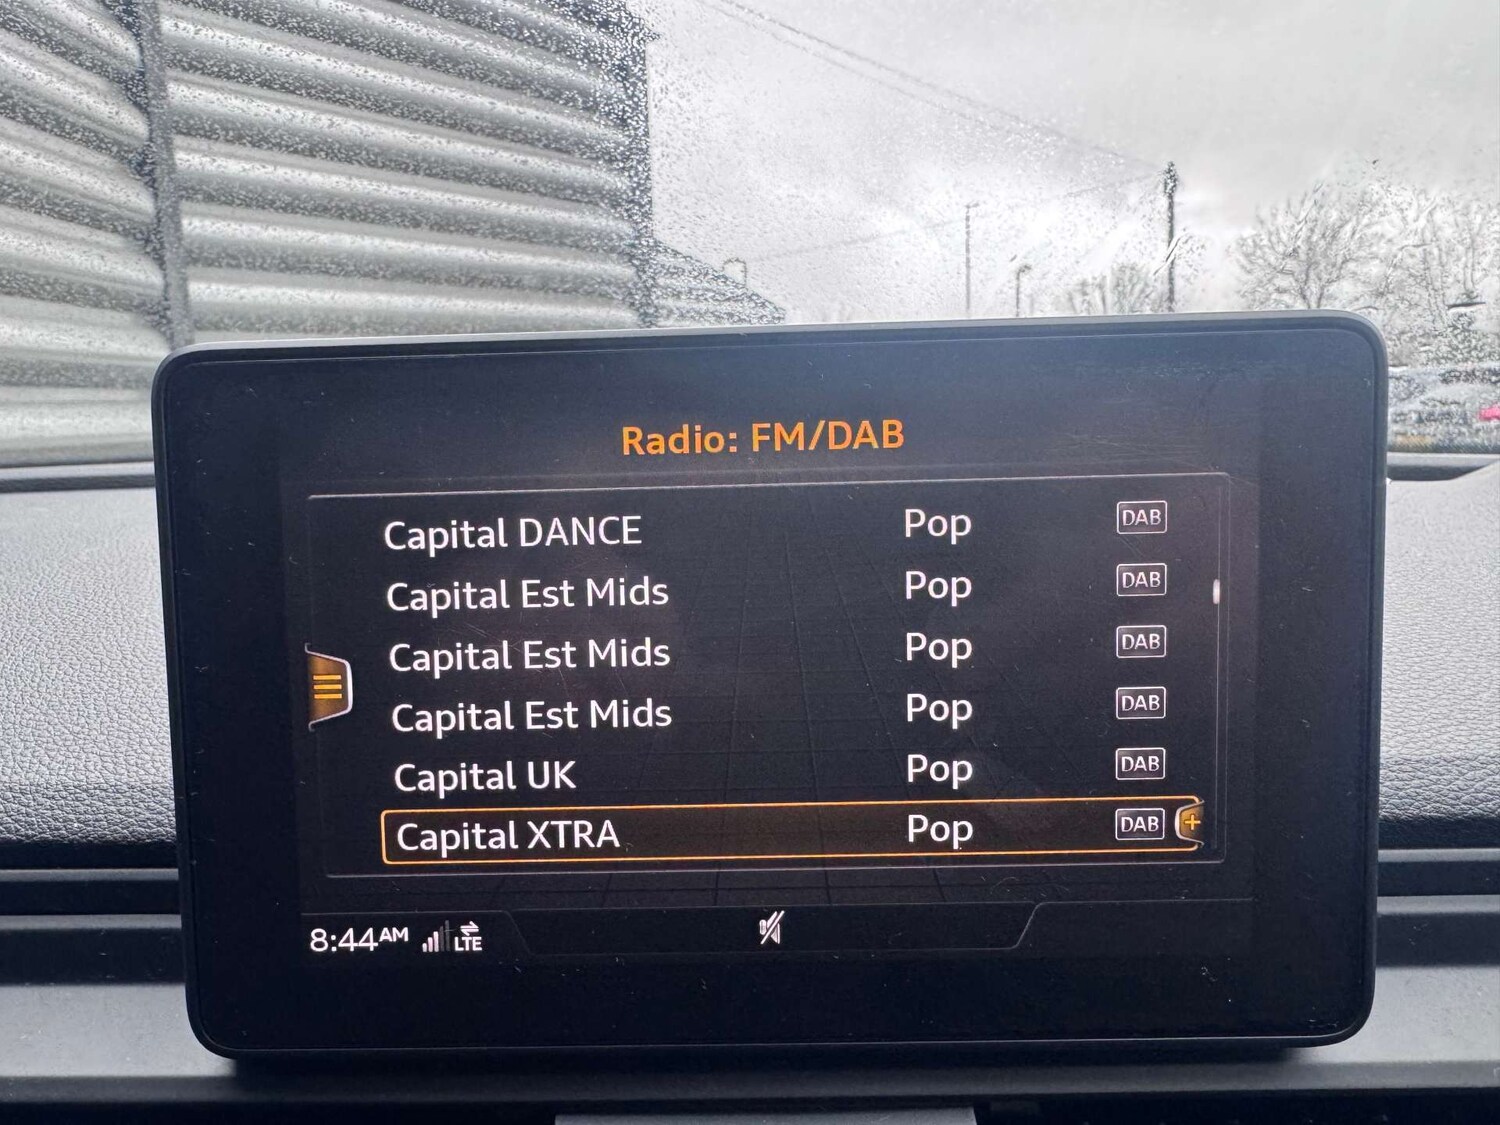 Radio: FM/DAB
Capital DANCE Pop DAB
Capital Est Mids Pop DAB
Capital Est Mids Pop DAB
Capital Est Mids Pop DAB
Capital UK Pop DAB
Capital XTRA Pop DAB +
8:44AM LTE